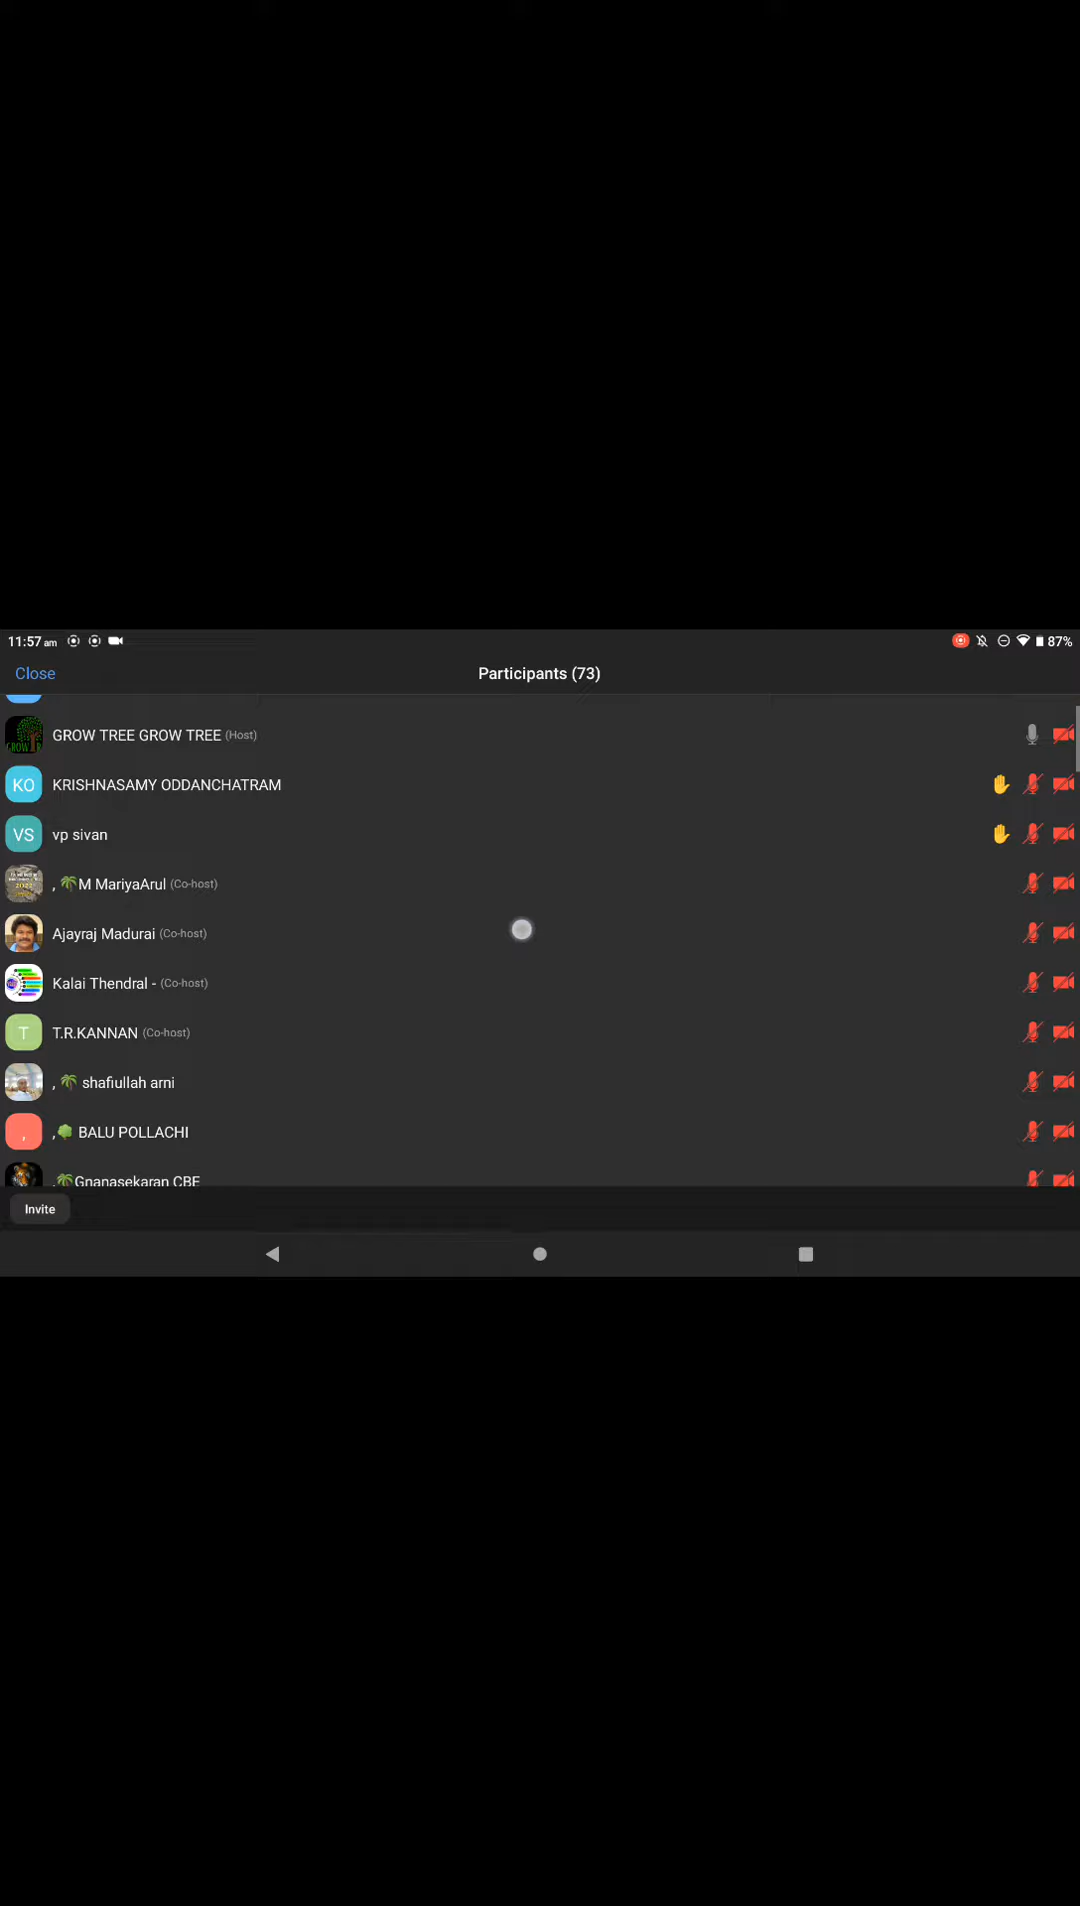 11:57 am 87%
Close Participants (73)
GROW TREE GROW TREE (Host)
KO KRISHNASAMY ODDANCHATRAM
VS vp sivan
, 🌴M MariyaArul (Co-host)
Ajayraj Madurai (Co-host)
Kalai Thendral - (Co-host)
T T.R.KANNAN (Co-host)
, 🌴 shafiullah arni
, ,🌳 BALU POLLACHI
,🌴Gnanasekaran CBE
Invite